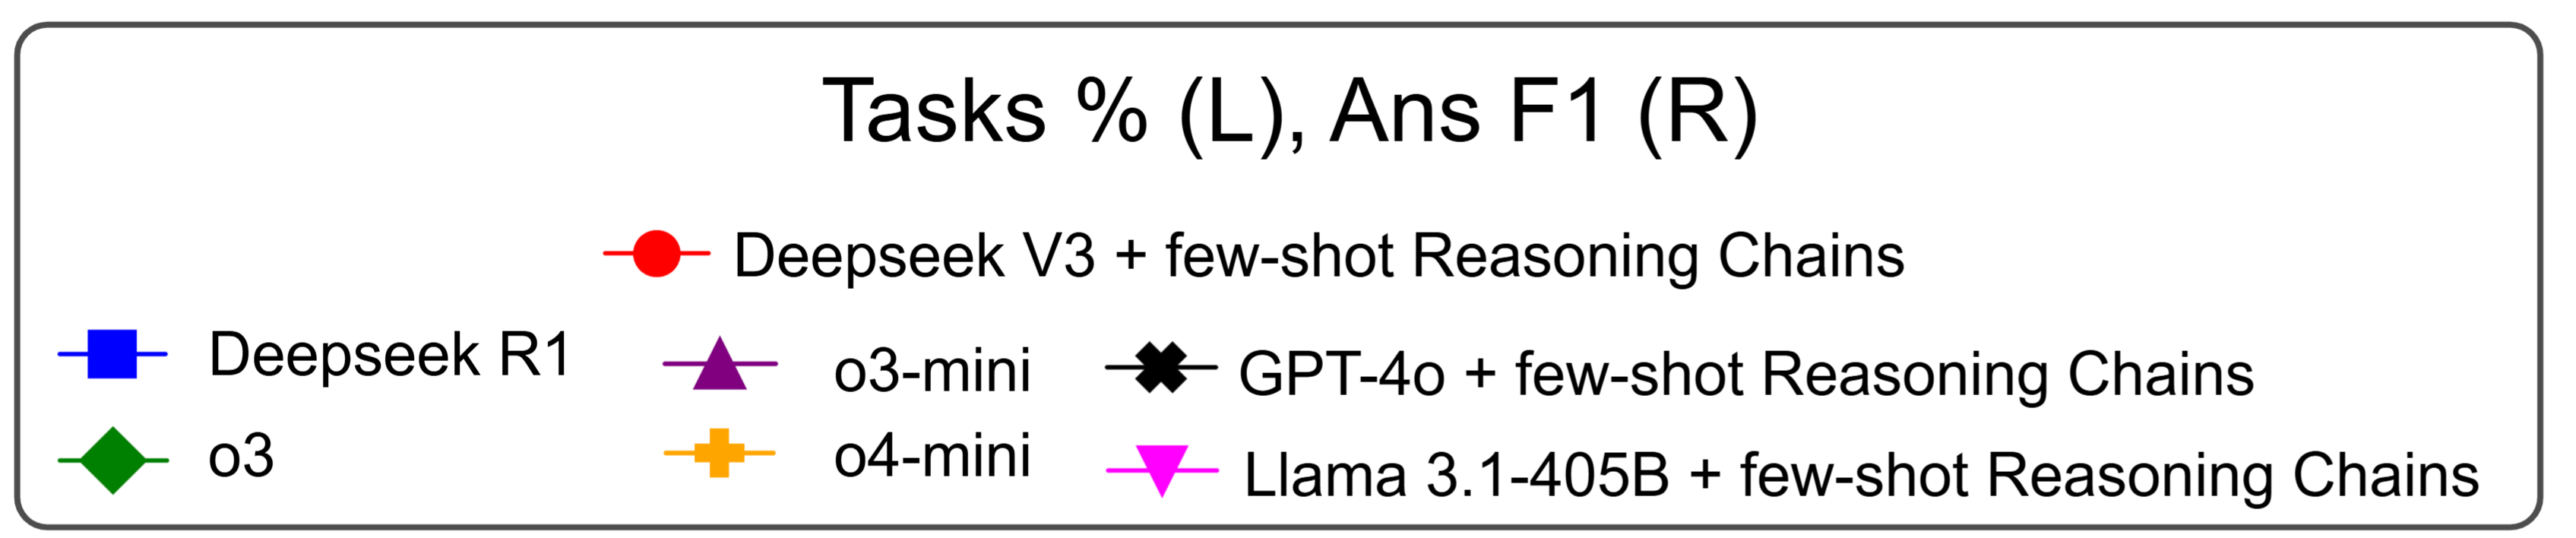 Tasks % (L), Ans F1 (R)
Deepseek V3 + few-shot Reasoning Chains
Deepseek R1
o3-mini
GPT-4o + few-shot Reasoning Chains
o3
o4-mini
Llama 3.1-405B + few-shot Reasoning Chains